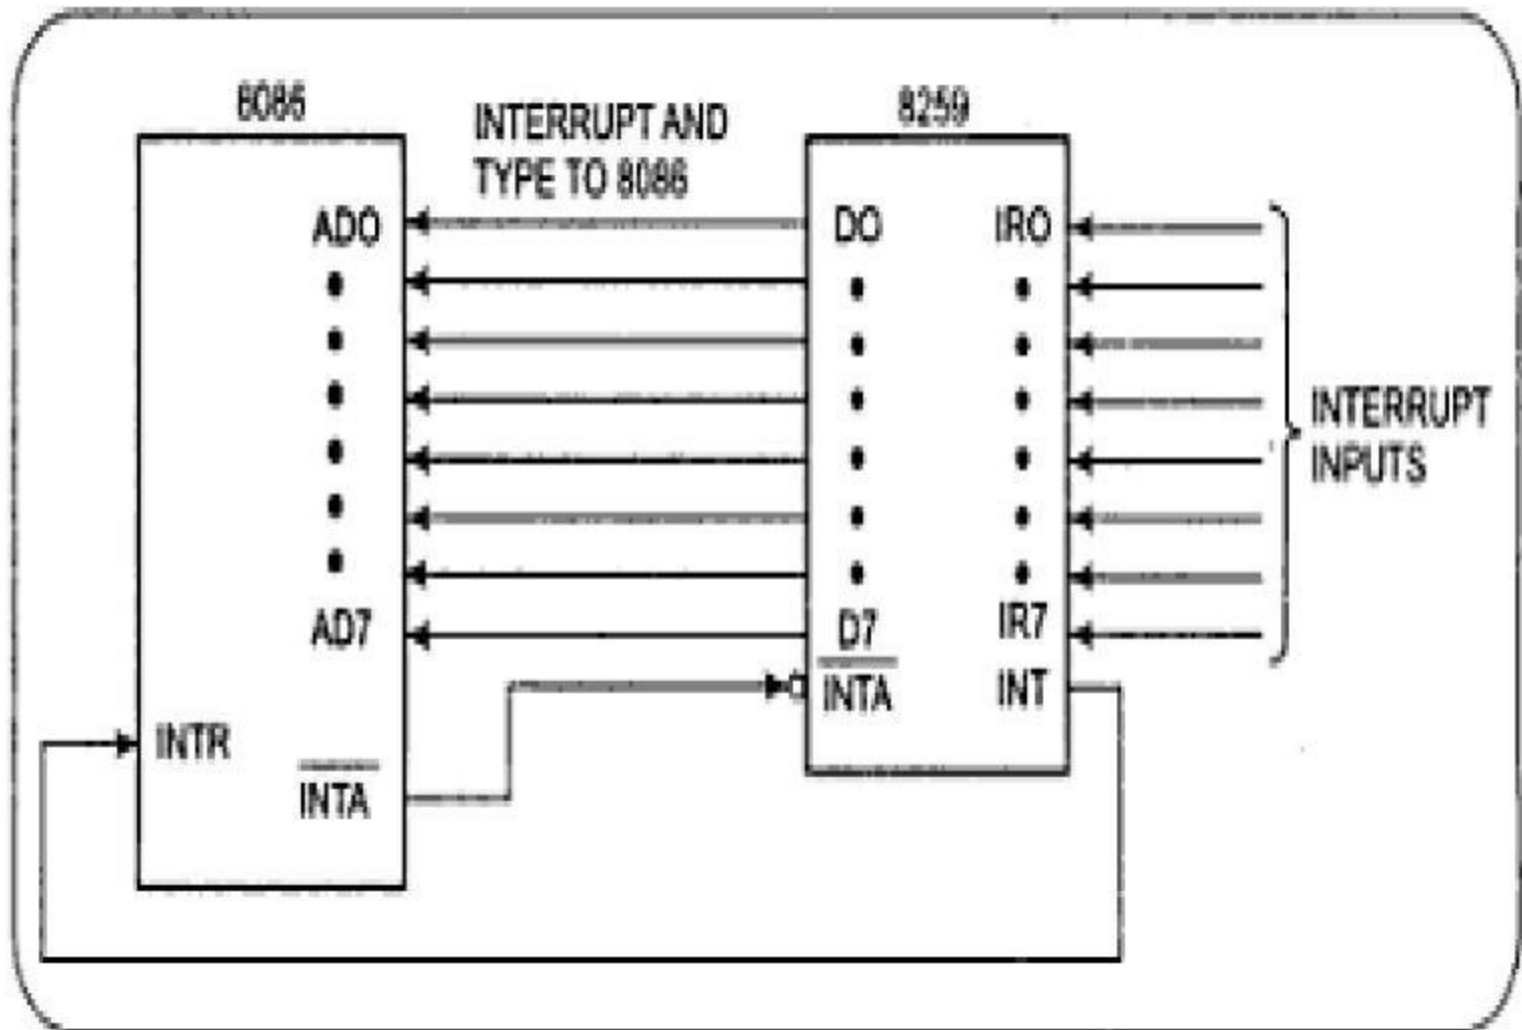 8086
8259
INTERRUPT AND
TYPE TO 8086
AD0
D0
IR0
INTERRUPT
INPUTS
AD7
D7
IR7
INTA
INT
INTR
INTA